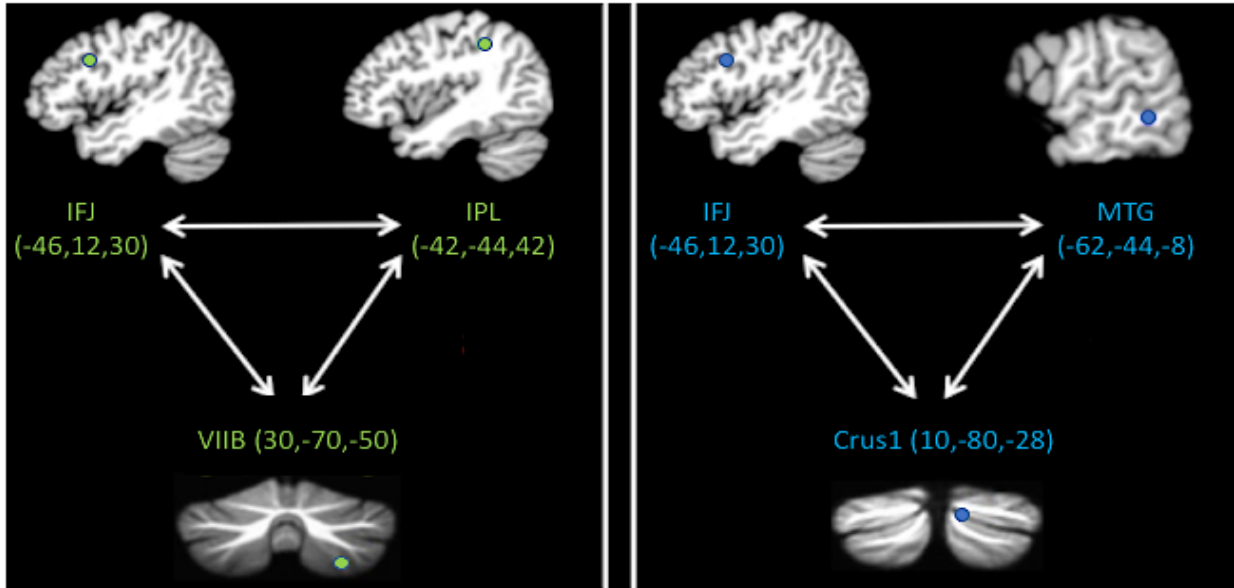 IFJ
(-46,12,30)
IPL
(-42,-44,42)
VIIB (30,-70,-50)
IFJ
(-46,12,30)
MTG
(-62,-44,-8)
Crus1 (10,-80,-28)